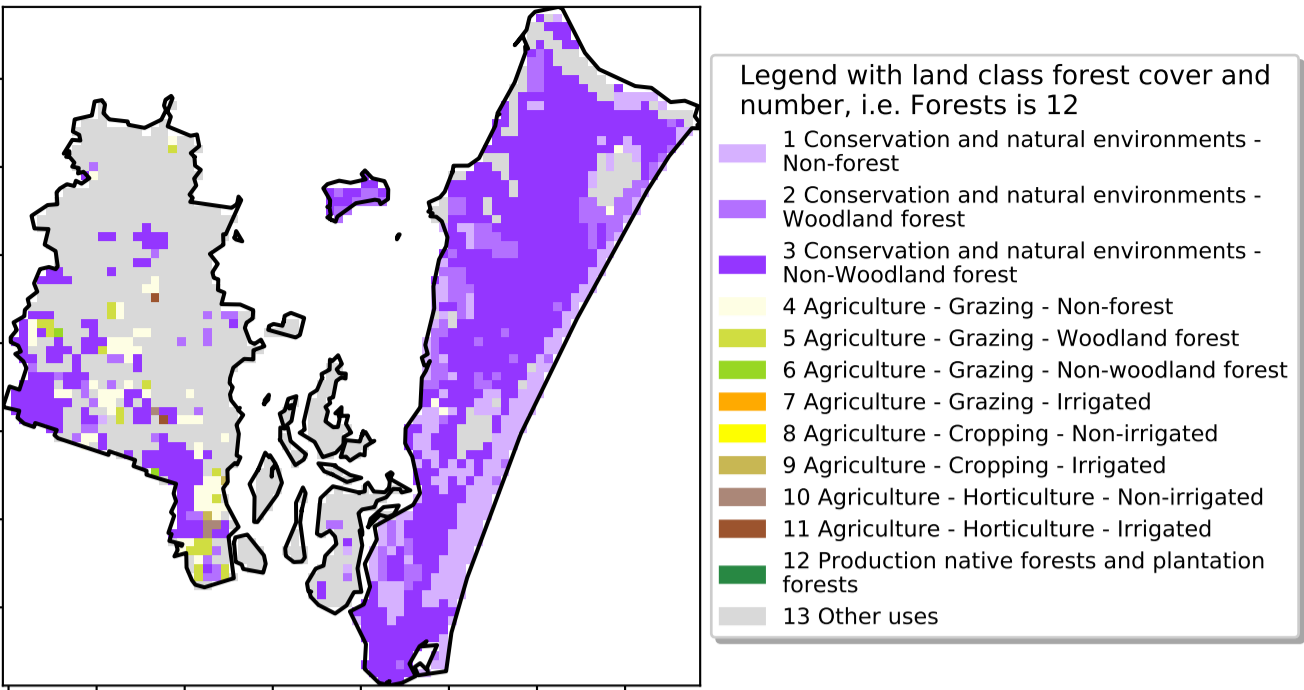 Legend with land class forest cover and
number, i.e. Forests is 12
1 Conservation and natural environments -
Non-forest
2 Conservation and natural environments -
Woodland forest
3 Conservation and natural environments -
Non-Woodland forest
4 Agriculture - Grazing - Non-forest
5 Agriculture - Grazing - Woodland forest
6 Agriculture - Grazing - Non-woodland forest
7 Agriculture - Grazing - Irrigated
8 Agriculture - Cropping - Non-irrigated
9 Agriculture - Cropping - Irrigated
10 Agriculture - Horticulture - Non-irrigated
11 Agriculture - Horticulture - Irrigated
12 Production native forests and plantation
forests
13 Other uses